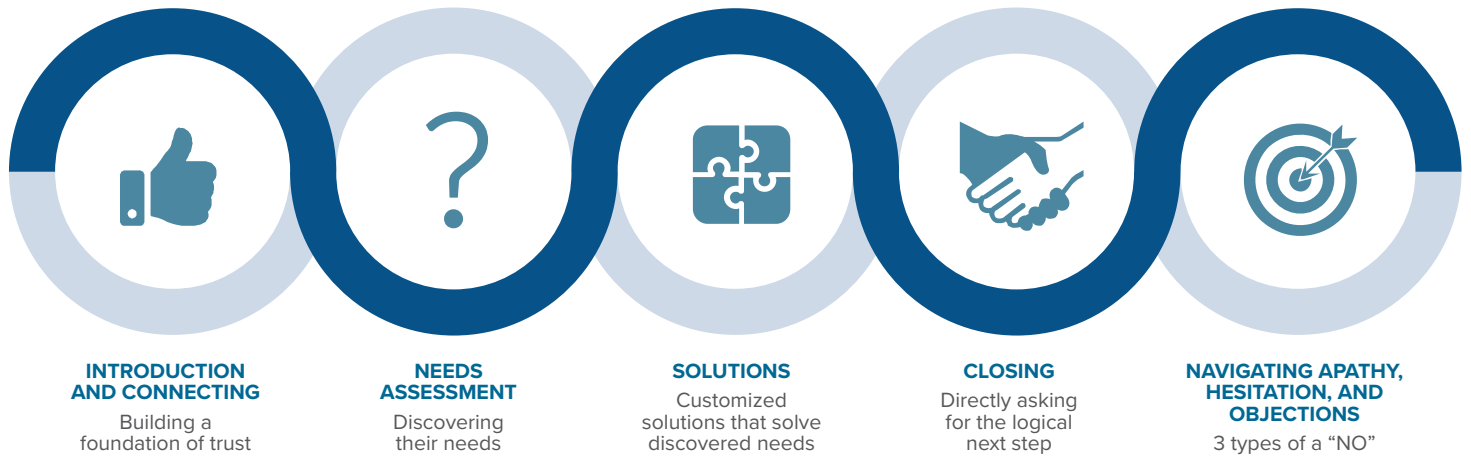 INTRODUCTION
AND CONNECTING
Building a
foundation of trust
NEEDS
ASSESSMENT
Discovering
their needs
SOLUTIONS
Customized
solutions that solve
discovered needs
CLOSING
Directly asking
for the logical
next step
NAVIGATING APATHY,
HESITATION, AND
OBJECTIONS
3 types of a “NO”